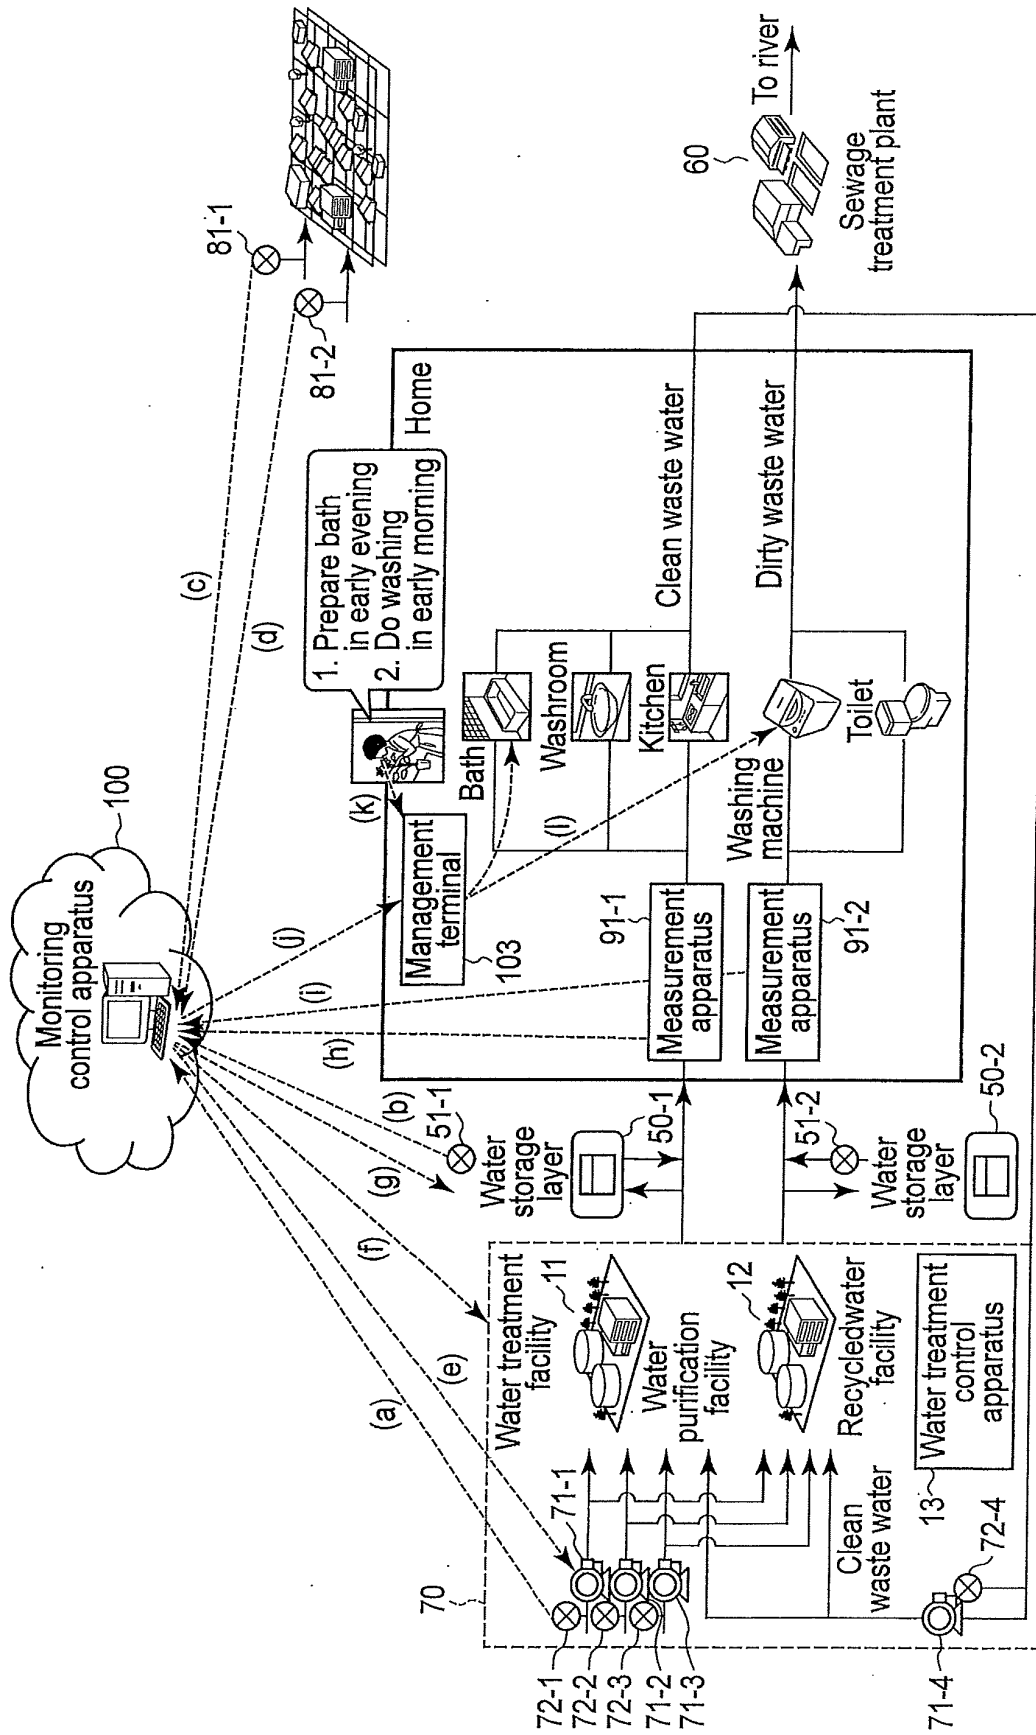 Monitoring
control apparatus
100
(a)
(e)
(f)
(g)
(b)
(h)
(i)
(j)
(c)
(d)
81-1
81-2
70
Water treatment
facility
11
Water
purification
facility
12
Recycledwater
facility
Water treatment
control
apparatus
13
72-1
72-2
72-3
71-1
71-2
71-3
71-4
72-4
Clean
waste water
51-1
Water
storage
layer
50-1
51-2
Water
storage
layer
50-2
Home
1. Prepare bath
in early evening
2. Do washing
in early morning
(k)
Management
terminal
103
(l)
Bath
Washroom
Kitchen
Washing
machine
Toilet
Measurement
apparatus
91-1
Measurement
apparatus
91-2
Clean waste water
Dirty waste water
60
To river
Sewage
treatment plant